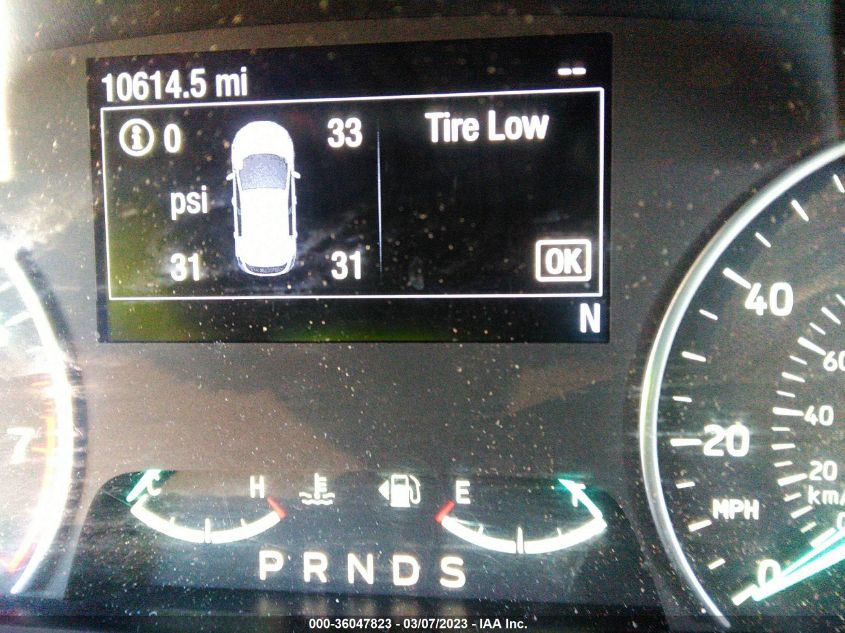 10614.5 mi --
0 33 Tire Low
psi
31 31 OK
N
40
60
7 20 40
C H E F 20
MPH km/
0
P R N D S 0
000-36047823 - 03/07/2023 - IAA Inc.